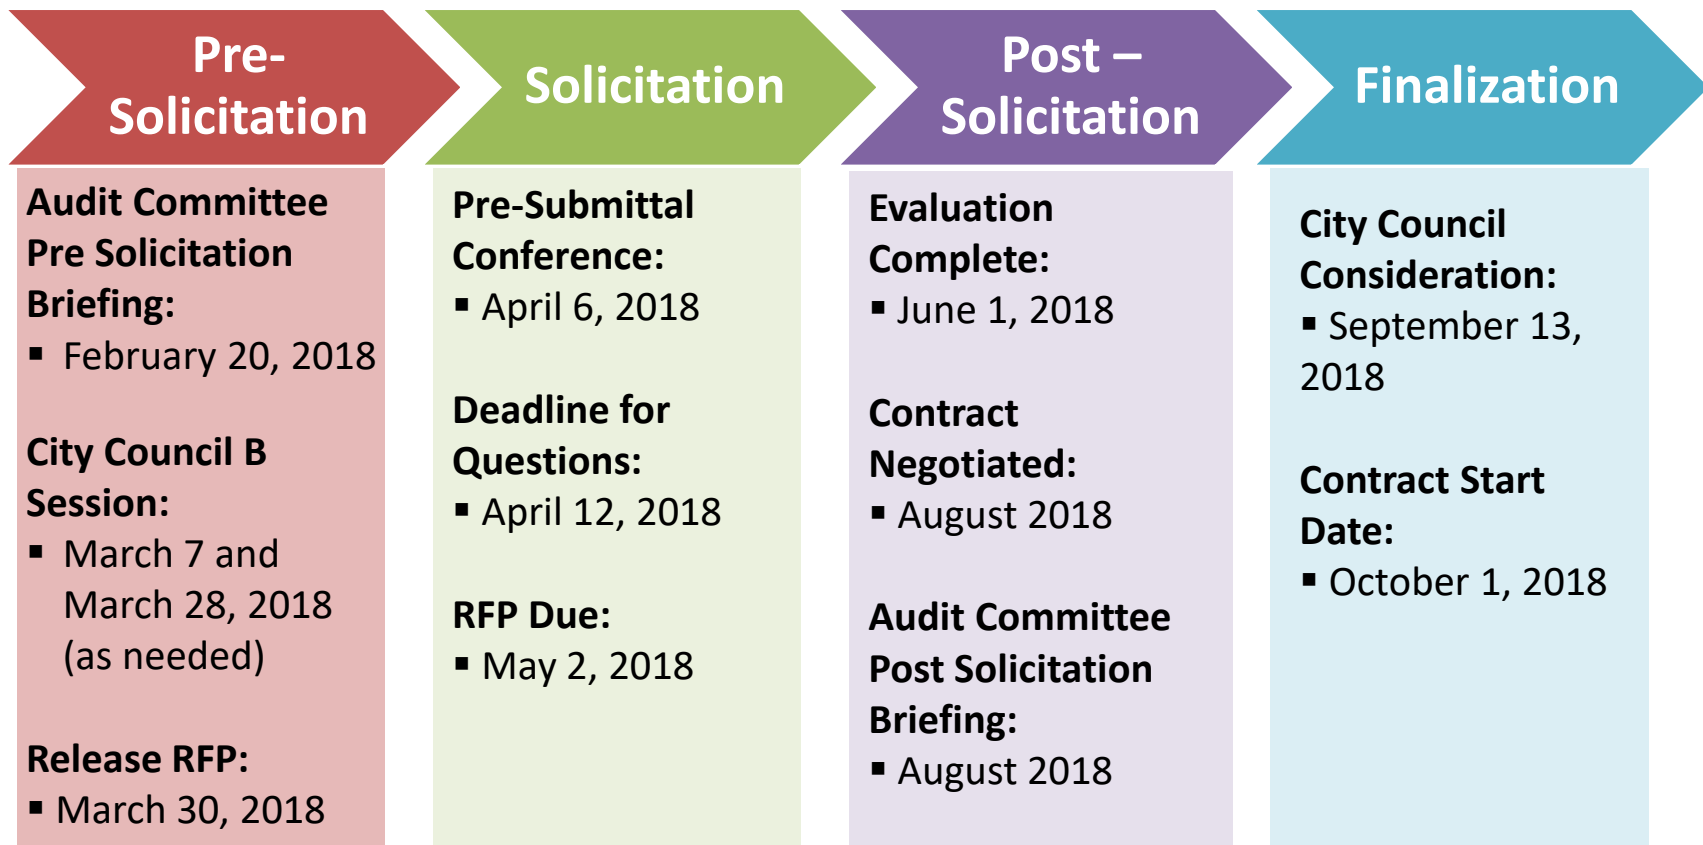 Pre-
Solicitation
Audit Committee
Pre Solicitation
Briefing:
▪ February 20, 2018
City Council B
Session:
▪ March 7 and
March 28, 2018
(as needed)
Release RFP:
▪ March 30, 2018
Solicitation
Pre-Submittal
Conference:
▪ April 6, 2018
Deadline for
Questions:
▪ April 12, 2018
RFP Due:
▪ May 2, 2018
Post –
Solicitation
Evaluation
Complete:
▪ June 1, 2018
Contract
Negotiated:
▪ August 2018
Audit Committee
Post Solicitation
Briefing:
▪ August 2018
Finalization
City Council
Consideration:
▪ September 13,
2018
Contract Start
Date:
▪ October 1, 2018